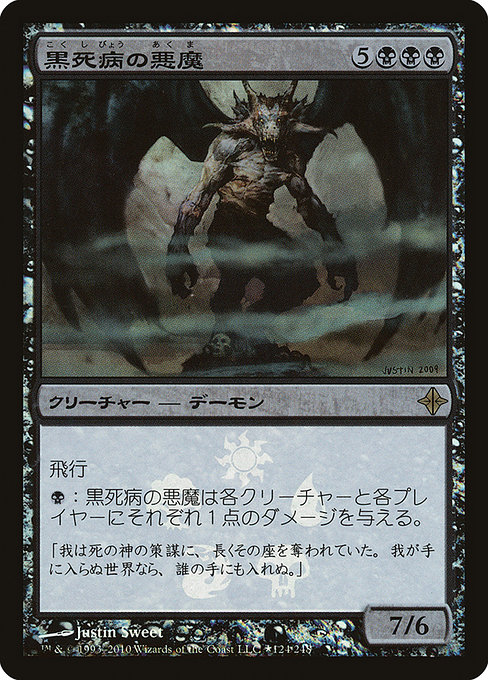 こくしびょう あくま
黒死病の悪魔 5
JUSTIN 2009
クリーチャー — デーモン
飛行
：黒死病の悪魔は各クリーチャーと各プレ
イヤーにそれぞれ１点のダメージを与える。
「我は死の神の策謀に、長くその座を奪われていた。我が手
に入らぬ世界なら、誰の手にも入れぬ。」
Justin Sweet
7/6
™ & © 1993-2010 Wizards of the Coast LLC ★124/248